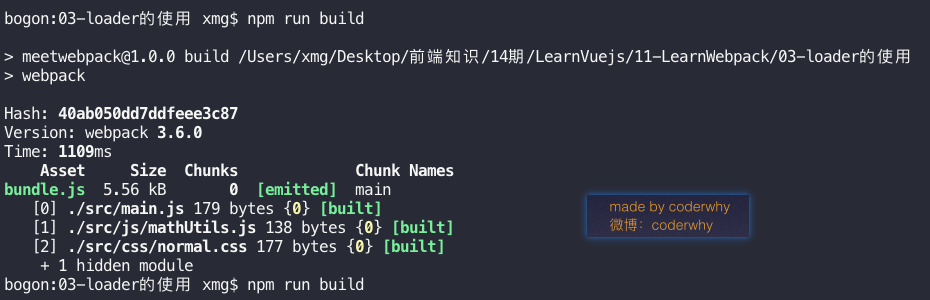 bogon:03-loader的使用 xmg$ npm run build
> meetwebpack@1.0.0 build /Users/xmg/Desktop/前端知识/14期/LearnVuejs/11-LearnWebpack/03-loader的使用
> webpack
Hash: 40ab050dd7ddfeee3c87
Version: webpack 3.6.0
Time: 1109ms
Asset Size Chunks Chunk Names
bundle.js 5.56 kB 0 [emitted] main
[0] ./src/main.js 179 bytes {0} [built]
[1] ./src/js/mathUtils.js 138 bytes {0} [built]
[2] ./src/css/normal.css 177 bytes {0} [built]
+ 1 hidden module
bogon:03-loader的使用 xmg$ npm run build
made by coderwhy
微博：coderwhy